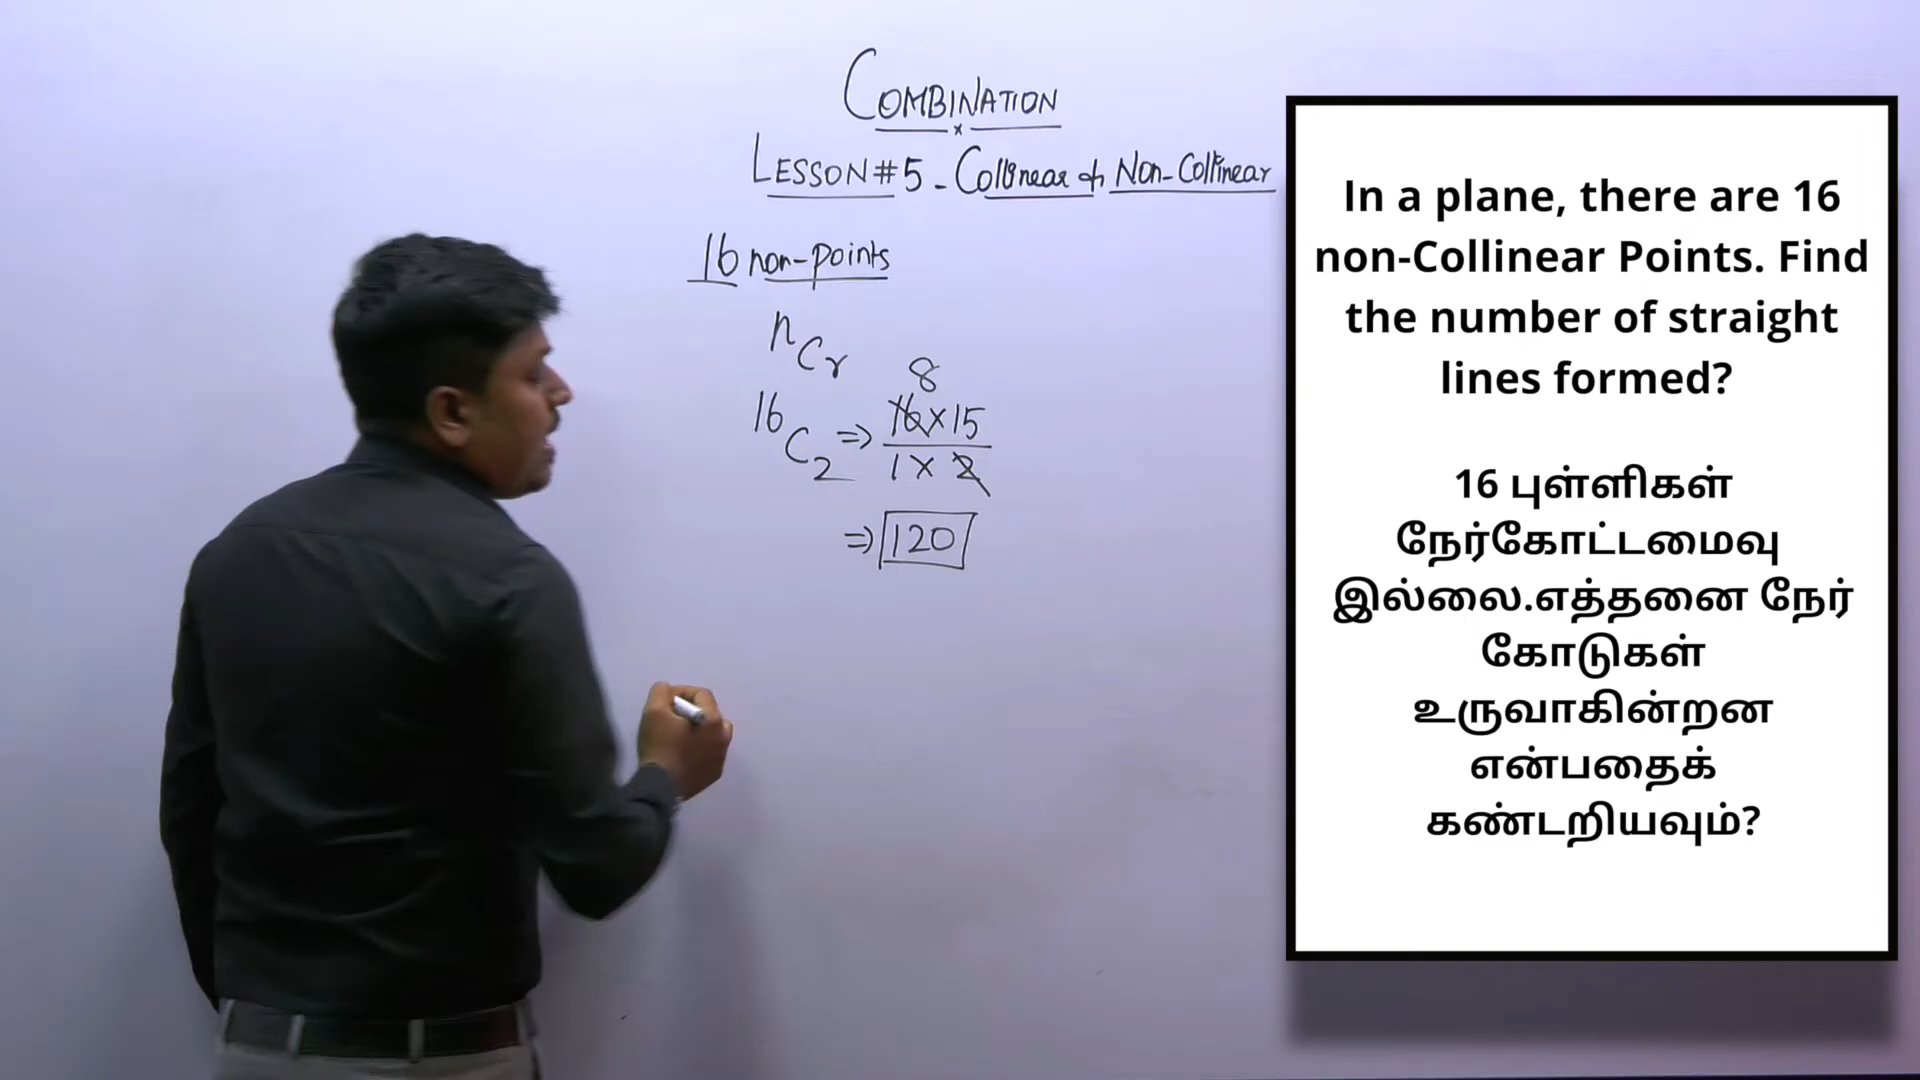 COMBINATION
x
LESSON#5 - Collinear & Non-Collinear
16 non-points
nCr
8
16C2 => 16x15
1 x 2
=> 120
In a plane, there are 16
non-Collinear Points. Find
the number of straight
lines formed?
16 புள்ளிகள்
நேர்கோட்டமைவு
இல்லை.எத்தனை நேர்
கோடுகள்
உருவாகின்றன
என்பதைக்
கண்டறியவும்?